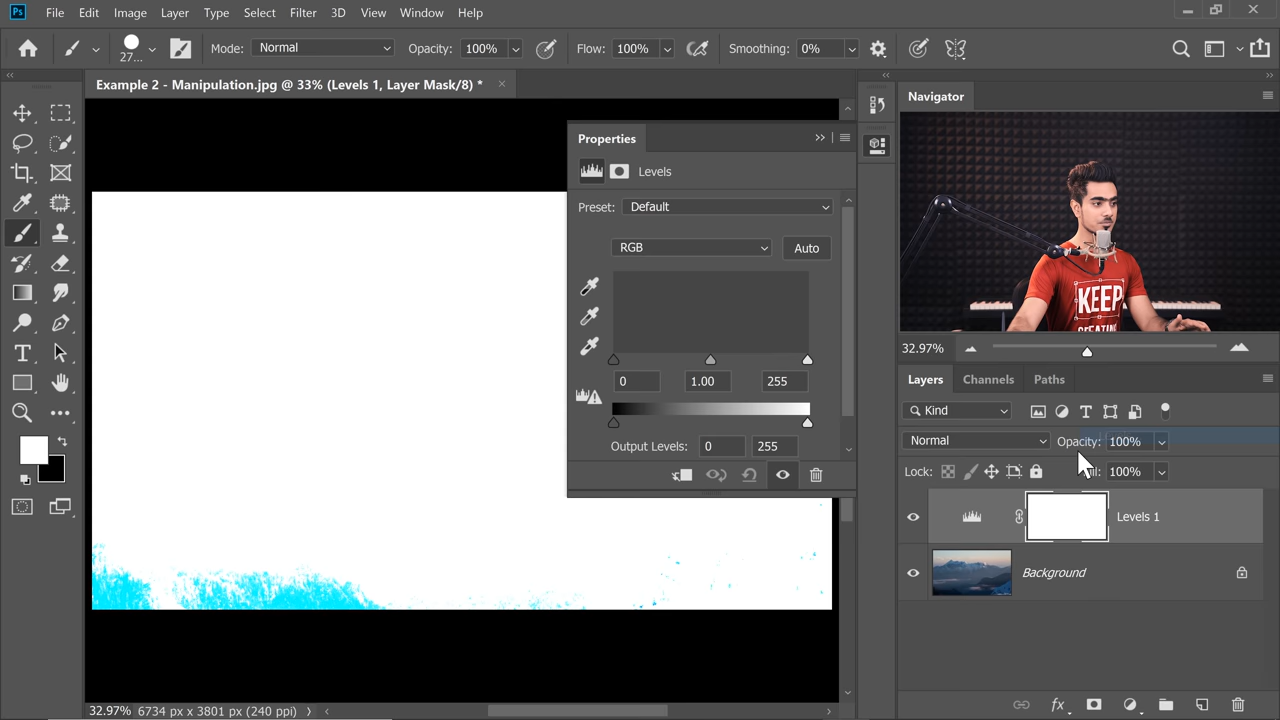 Ps File Edit Image Layer Type Select Filter 3D View Window Help
27... Mode: Normal Opacity: 100% Flow: 100% Smoothing: 0%
Example 2 - Manipulation.jpg @ 33% (Levels 1, Layer Mask/8) *
Properties
Levels
Preset: Default
RGB Auto
0 1.00 255
Output Levels: 0 255
T
32.97% 6734 px x 3801 px (240 ppi)
Navigator
KEEP
32.97%
Layers Channels Paths
Kind T
Normal Opacity: 100%
Lock: 100%
Levels 1
Background
fx